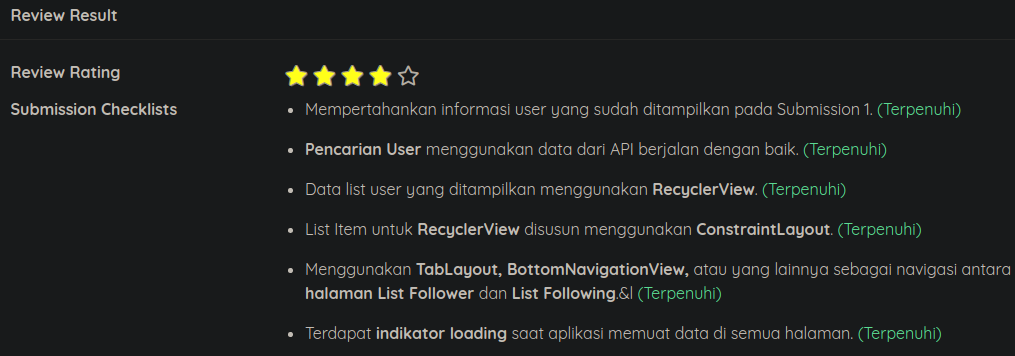 Review Result
Review Rating
Submission Checklists
Mempertahankan informasi user yang sudah ditampilkan pada Submission 1. (Terpenuhi)
Pencarian User menggunakan data dari API berjalan dengan baik. (Terpenuhi)
Data list user yang ditampilkan menggunakan RecyclerView. (Terpenuhi)
List Item untuk RecyclerView disusun menggunakan ConstraintLayout. (Terpenuhi)
Menggunakan TabLayout, BottomNavigationView, atau yang lainya sebagai navigasi antara
halaman List Follower dan List Following.&l (Terpenuhi)
Terdapat indikator loading saat aplikasi memuat data di semua halaman. (Terpenuhi)